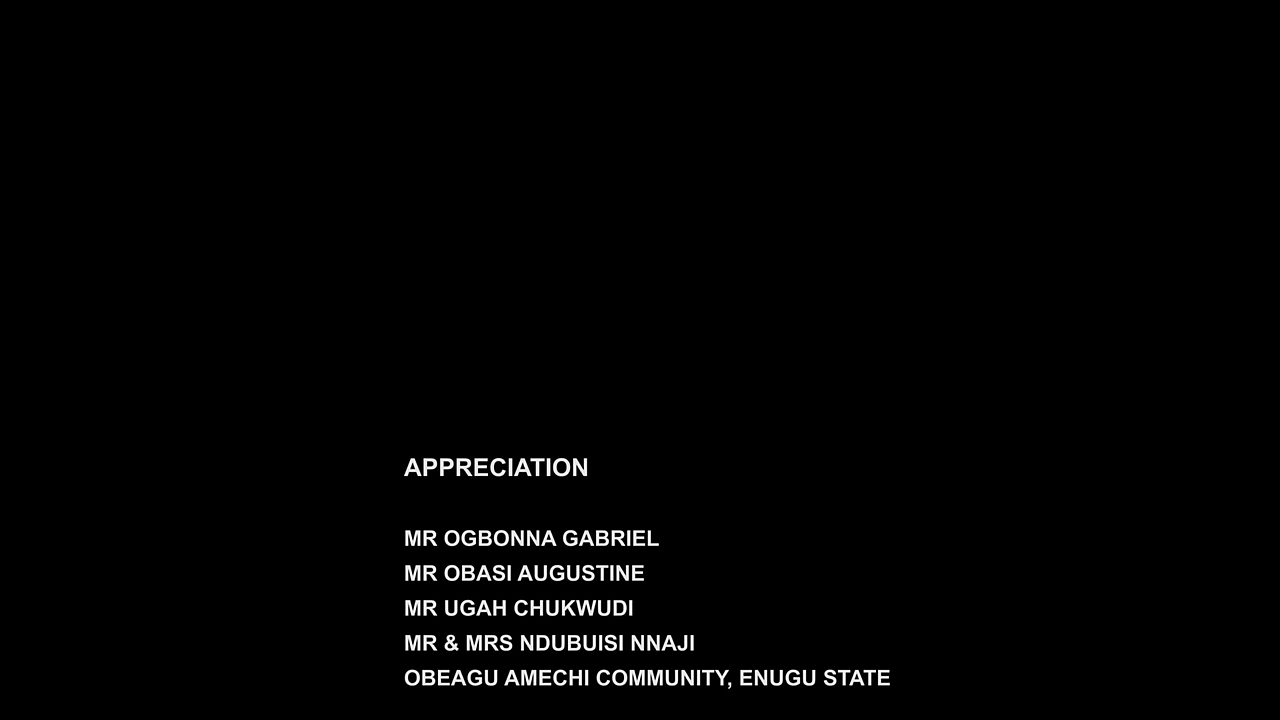 APPRECIATION
MR OGBONNA GABRIEL
MR OBASI AUGUSTINE
MR UGAH CHUKWUDI
MR & MRS NDUBUISI NNAJI
OBEAGU AMECHI COMMUNITY, ENUGU STATE